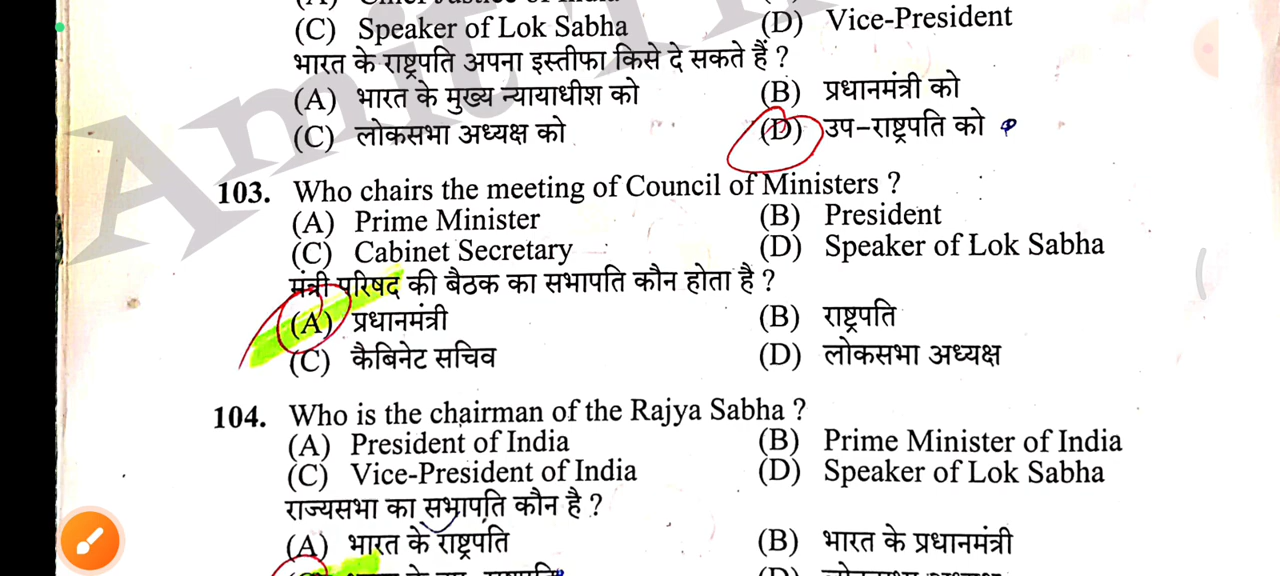 (C) Speaker of Lok Sabha (D) Vice-President
भारत के राष्ट्रपति अपना इस्तीफा किसे दे सकते हैं ?
(A) भारत के मुख्य न्यायाधीश को (B) प्रधानमंत्री को
(C) लोकसभा अध्यक्ष को (D) उप-राष्ट्रपति को
103. Who chairs the meeting of Council of Ministers ?
(A) Prime Minister (B) President
(C) Cabinet Secretary (D) Speaker of Lok Sabha
मंत्री परिषद की बैठक का सभापति कौन होता है ?
(A) प्रधानमंत्री (B) राष्ट्रपति
(C) कैबिनेट सचिव (D) लोकसभा अध्यक्ष
104. Who is the chairman of the Rajya Sabha ?
(A) President of India (B) Prime Minister of India
(C) Vice-President of India (D) Speaker of Lok Sabha
राज्यसभा का सभापति कौन है ?
(A) भारत के राष्ट्रपति (B) भारत के प्रधानमंत्री